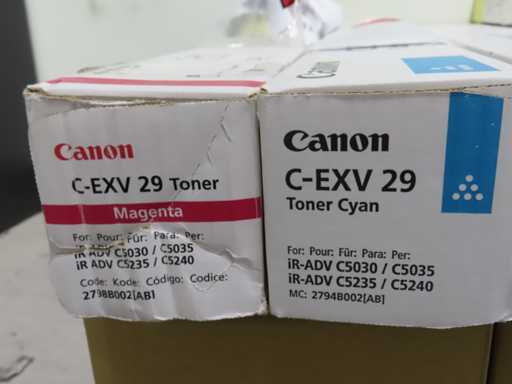 Canon
Canon
C-EXV 29 Toner
Magenta
For: Pour: Für: Para: Per:
iR-ADV C5030 / C5035
iR ADV C5235 / C5240
Code: Kode: Código: Codice:
2798B002[AB]
Canon
C-EXV 29
Toner Cyan
For: Pour: Für: Para: Per:
iR-ADV C5030 / C5035
iR-ADV C5235 / C5240
MC: 2794B002[AB]